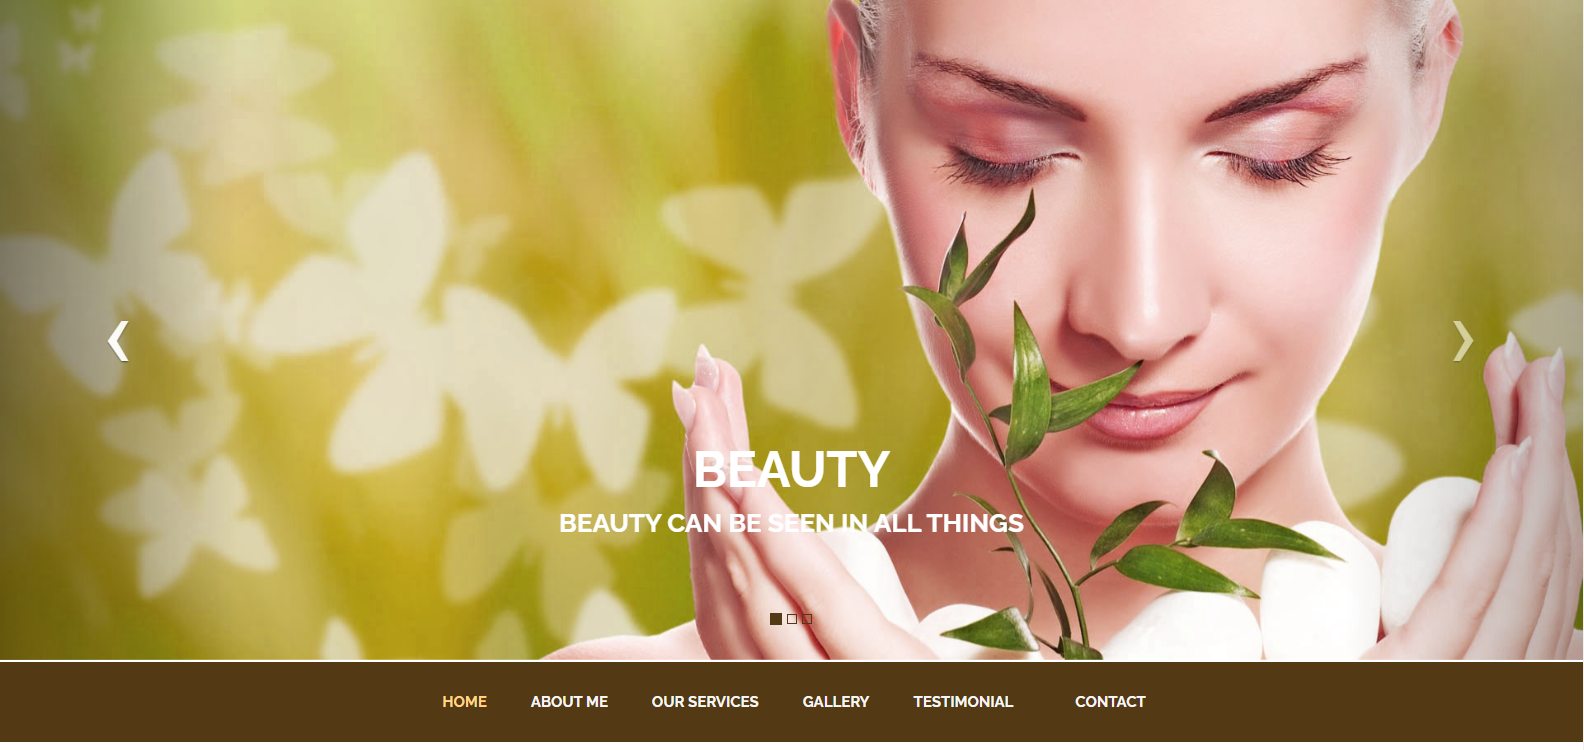 BEAUTY
BEAUTY CAN BE SEEN IN ALL THINGS
HOME ABOUT ME OUR SERVICES GALLERY TESTIMONIAL CONTACT